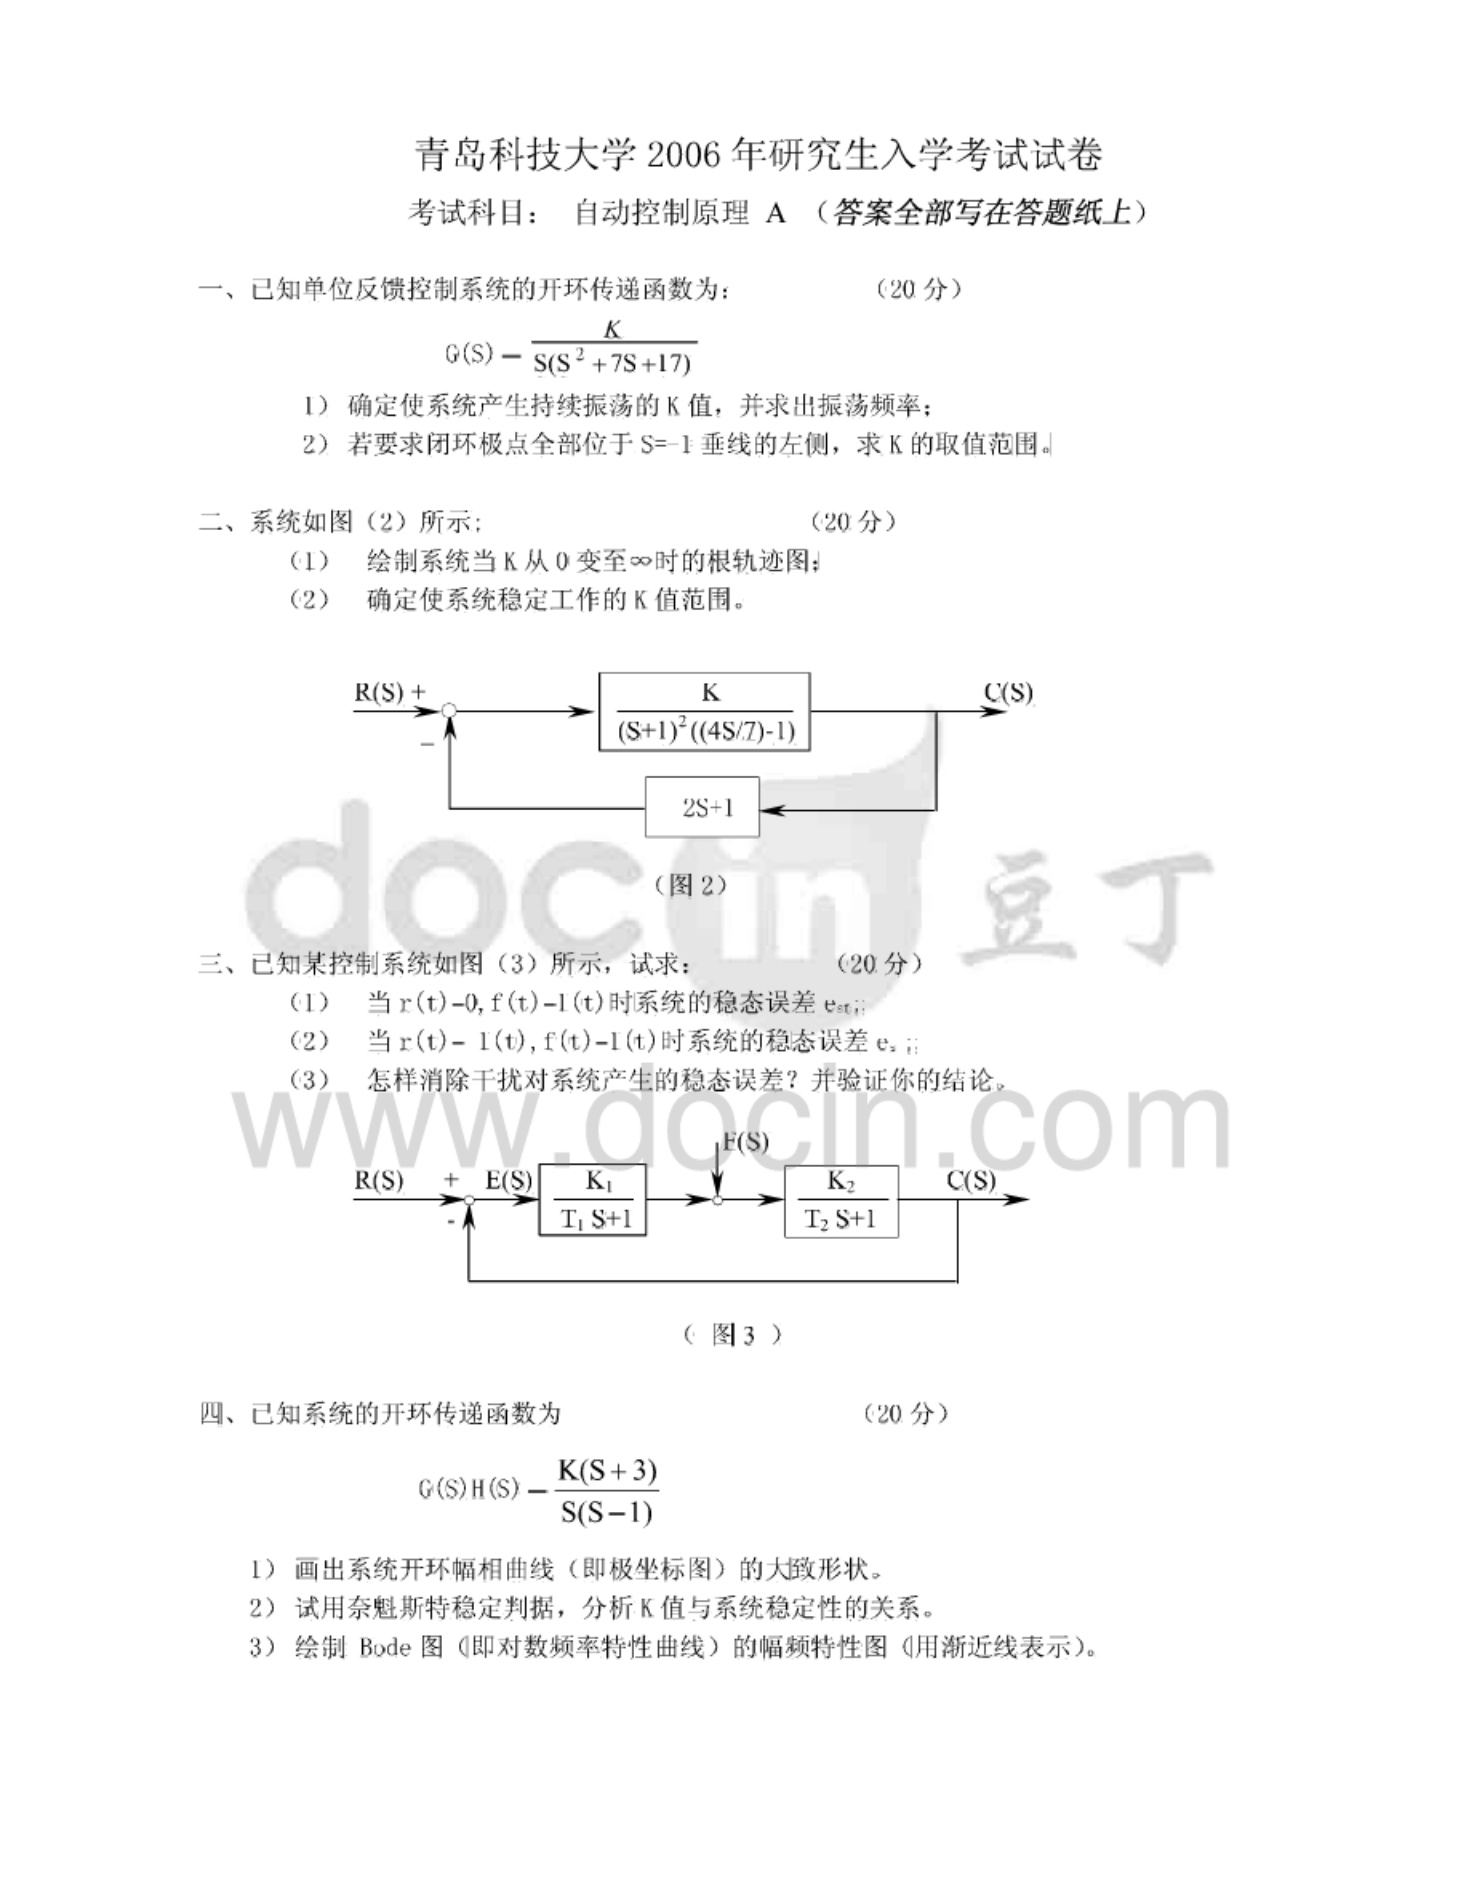 青岛科技大学 2006 年研究生入学考试试卷
考试科目： 自动控制原理 A （答案全部写在答题纸上）
一、已知单位反馈控制系统的开环传递函数为： （20 分）
G(S) = K / S(S² + 7S + 17)
1） 确定使系统产生持续振荡的 K 值，并求出振荡频率；
2） 若要求闭环极点全部位于 S=-1 垂线的左侧，求 K 的取值范围。
二、系统如图（2）所示； （20 分）
（1） 绘制系统当 K 从 0 变至∞时的根轨迹图；
（2） 确定使系统稳定工作的 K 值范围。
R(S) + K / (S+1)²((4S/7)-1) C(S)
−
2S+1
（图 2）
三、已知某控制系统如图（3）所示，试求： （20 分）
（1） 当 r(t)=0, f(t)=1(t)时系统的稳态误差
（2） 当 r(t)= 1(t), f(t)=1(t)时系统的稳态误差
（3） 怎样消除干扰对系统产生的稳态误差？并验证你的结论。
F(S)
R(S) + E(S) K₁ / T₁ S+1 K₂ / T₂ S+1 C(S)
-
（ 图 3 ）
四、已知系统的开环传递函数为 （20 分）
G(S)H(S) = K(S + 3) / S(S − 1)
1） 画出系统开环幅相曲线（即极坐标图）的大致形状。
2） 试用奈魁斯特稳定判据，分析 K 值与系统稳定性的关系。
3） 绘制 Bode 图（即对数频率特性曲线）的幅频特性图（用渐近线表示）。
docin 豆丁
www.docin.com